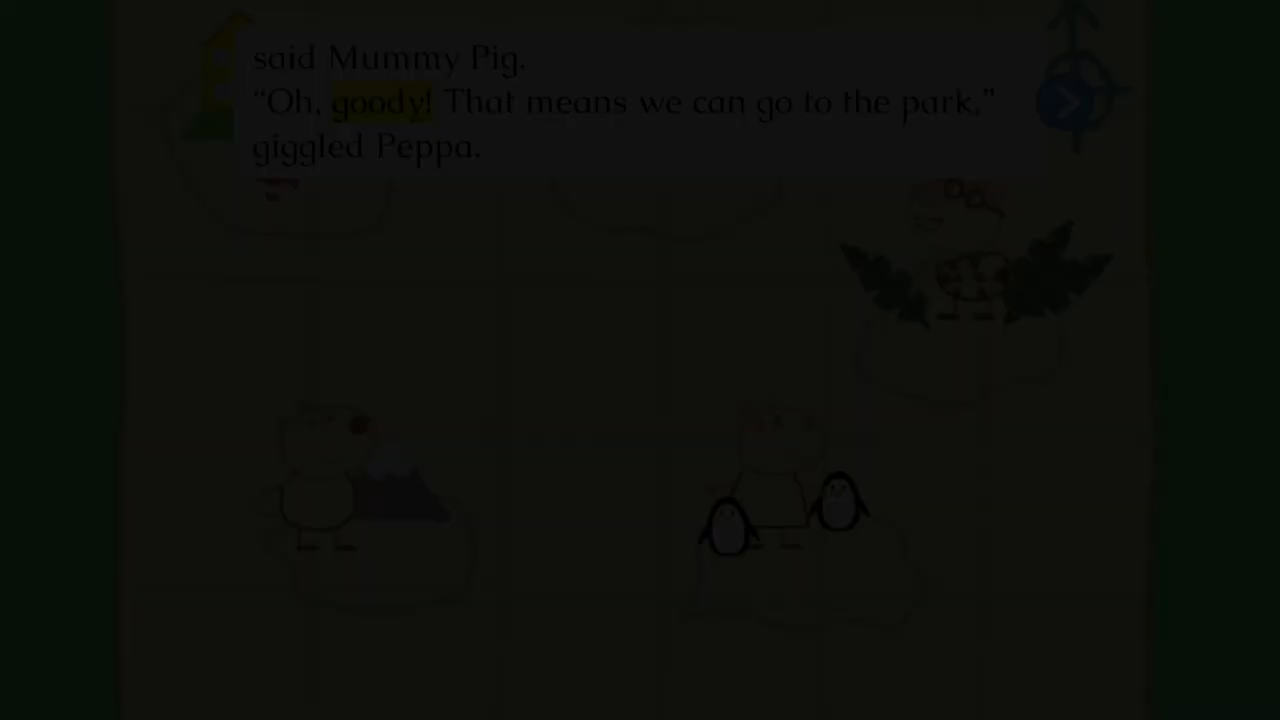 said Mummy Pig.
“Oh, goody! That means we can go to the park,”
giggled Peppa.